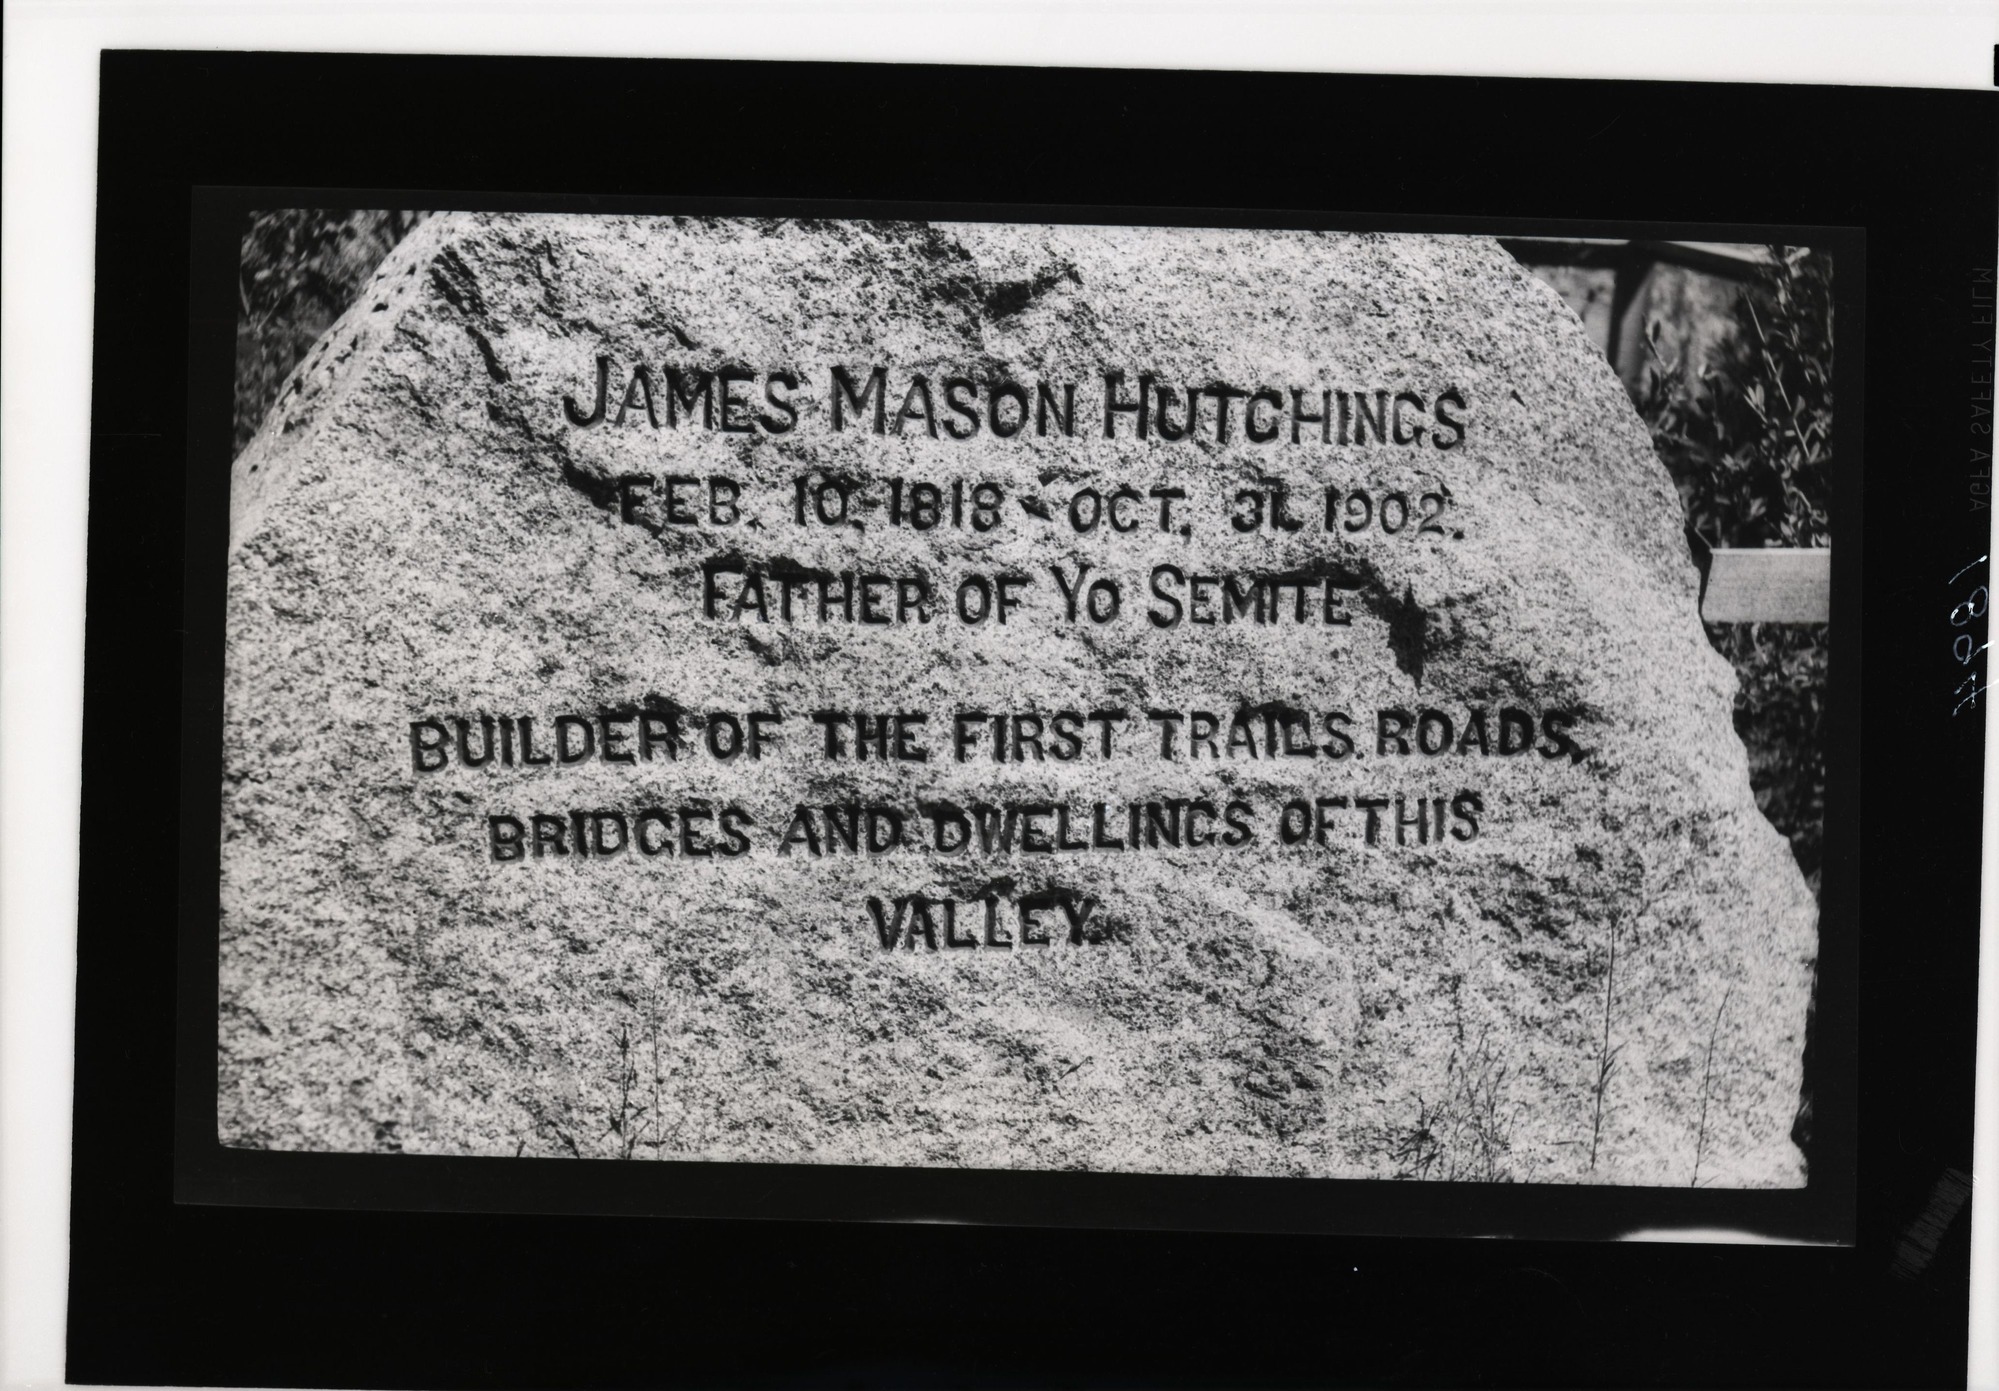 JAMES MASON HUTCHINGS
FEB. 10. 1818 - OCT. 31. 1902.
FATHER OF YO SEMITE
BUILDER OF THE FIRST TRAILS, ROADS,
BRIDGES AND DWELLINGS OF THIS
VALLEY.
AGFA SAFETY FILM